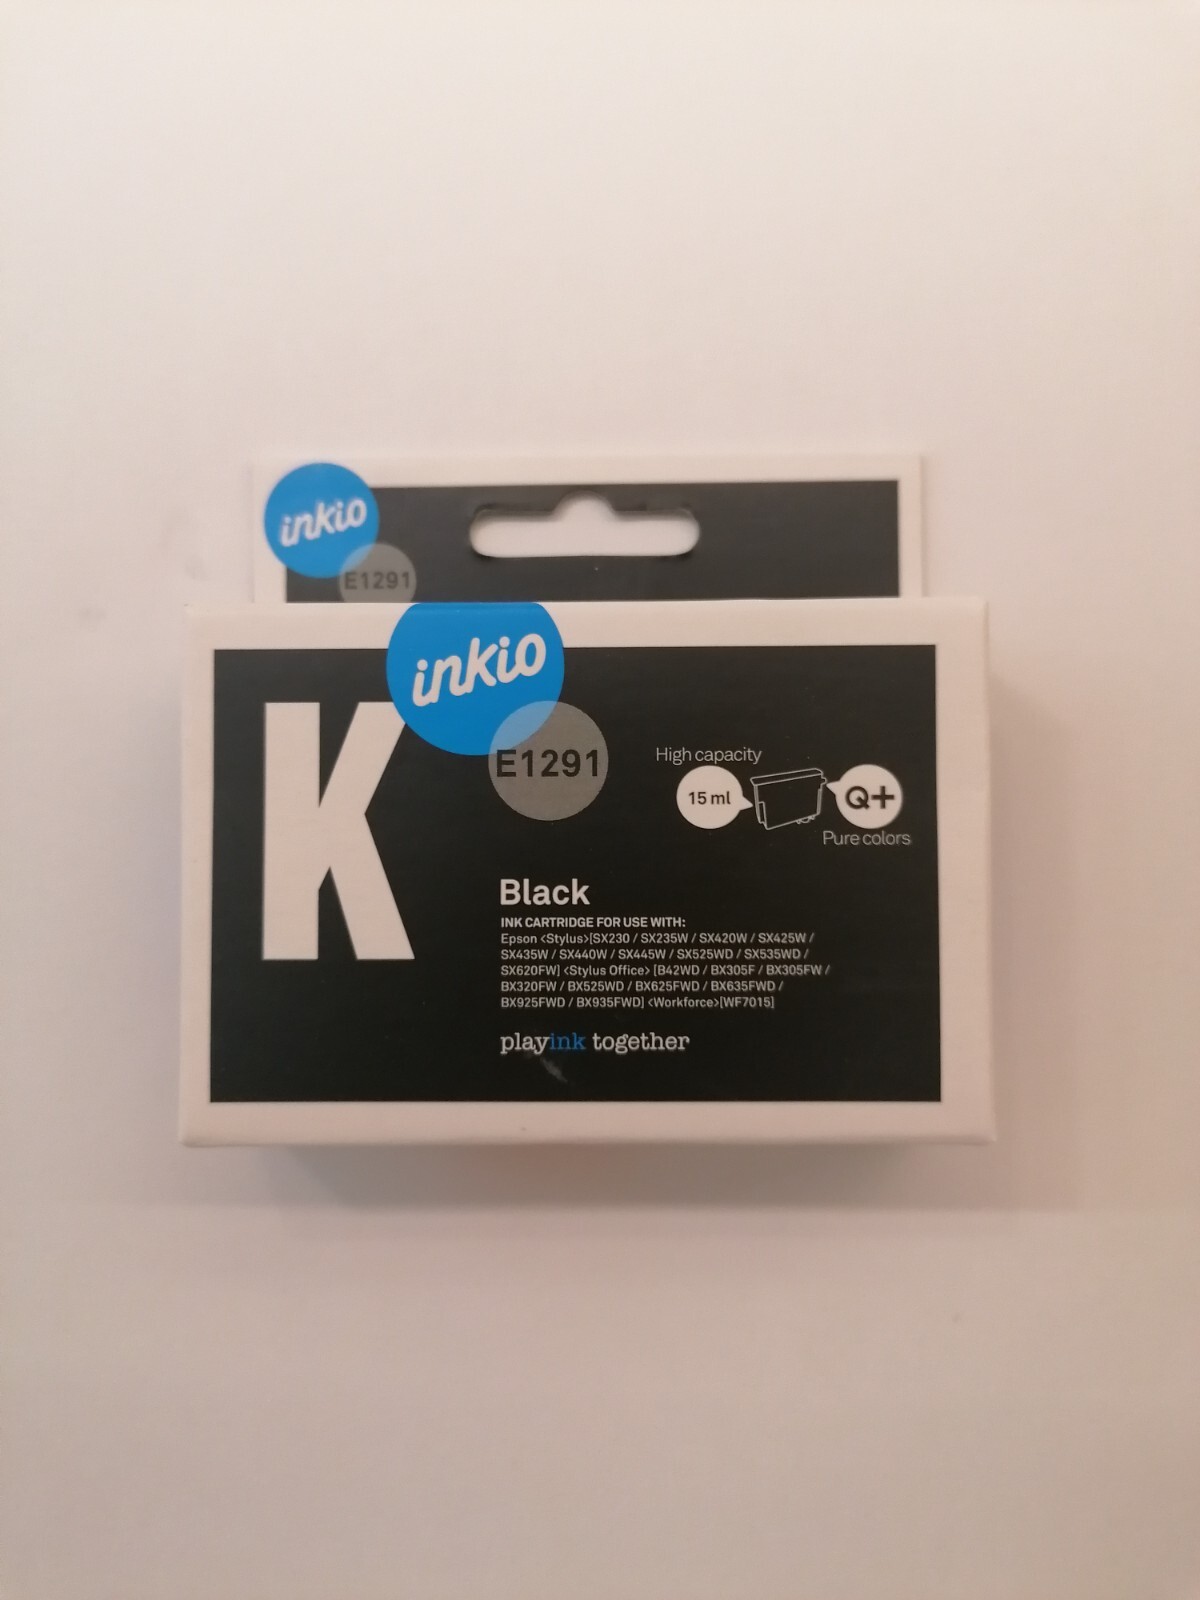 inkio
E1291
inkio
K
E1291
High capacity
15 ml
Q+
Pure colors
Black
INK CARTRIDGE FOR USE WITH:
Epson <Stylus>[SX230 / SX235W / SX420W / SX425W /
SX435W / SX440W / SX445W / SX525WD / SX535WD /
SX620FW] <Stylus Office> [B42WD / BX305F / BX305FW /
BX320FW / BX525WD / BX625FWD / BX635FWD /
BX925FWD / BX935FWD] <Workforce>[WF7015]
playink together